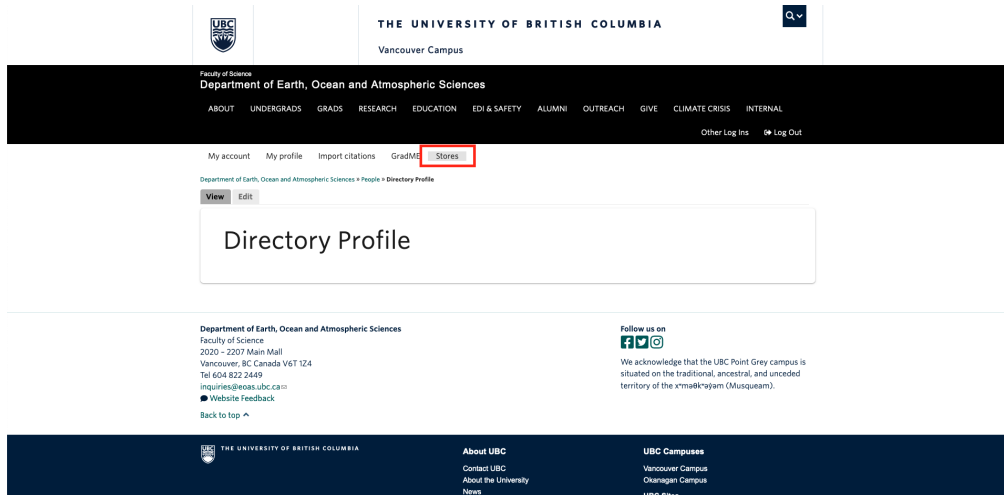 UBC
THE UNIVERSITY OF BRITISH COLUMBIA
Vancouver Campus
Faculty of Science
Department of Earth, Ocean and Atmospheric Sciences
ABOUT UNDERGRADS GRADS RESEARCH EDUCATION EDI & SAFETY ALUMNI OUTREACH GIVE CLIMATE CRISIS INTERNAL
Other Log Ins Log Out
My account My profile Import citations GradME Stores
Department of Earth, Ocean and Atmospheric Sciences » People » Directory Profile
View Edit
Directory Profile
Department of Earth, Ocean and Atmospheric Sciences
Faculty of Science
2020 – 2207 Main Mall
Vancouver, BC Canada V6T 1Z4
Tel 604 822 2449
inquiries@eoas.ubc.ca
Website Feedback
Back to top
Follow us on
We acknowledge that the UBC Point Grey campus is
situated on the traditional, ancestral, and unceded
territory of the xʷməθkʷəy̓əm (Musqueam).
UBC THE UNIVERSITY OF BRITISH COLUMBIA
About UBC
Contact UBC
About the University
News
UBC Campuses
Vancouver Campus
Okanagan Campus
UBC Sites